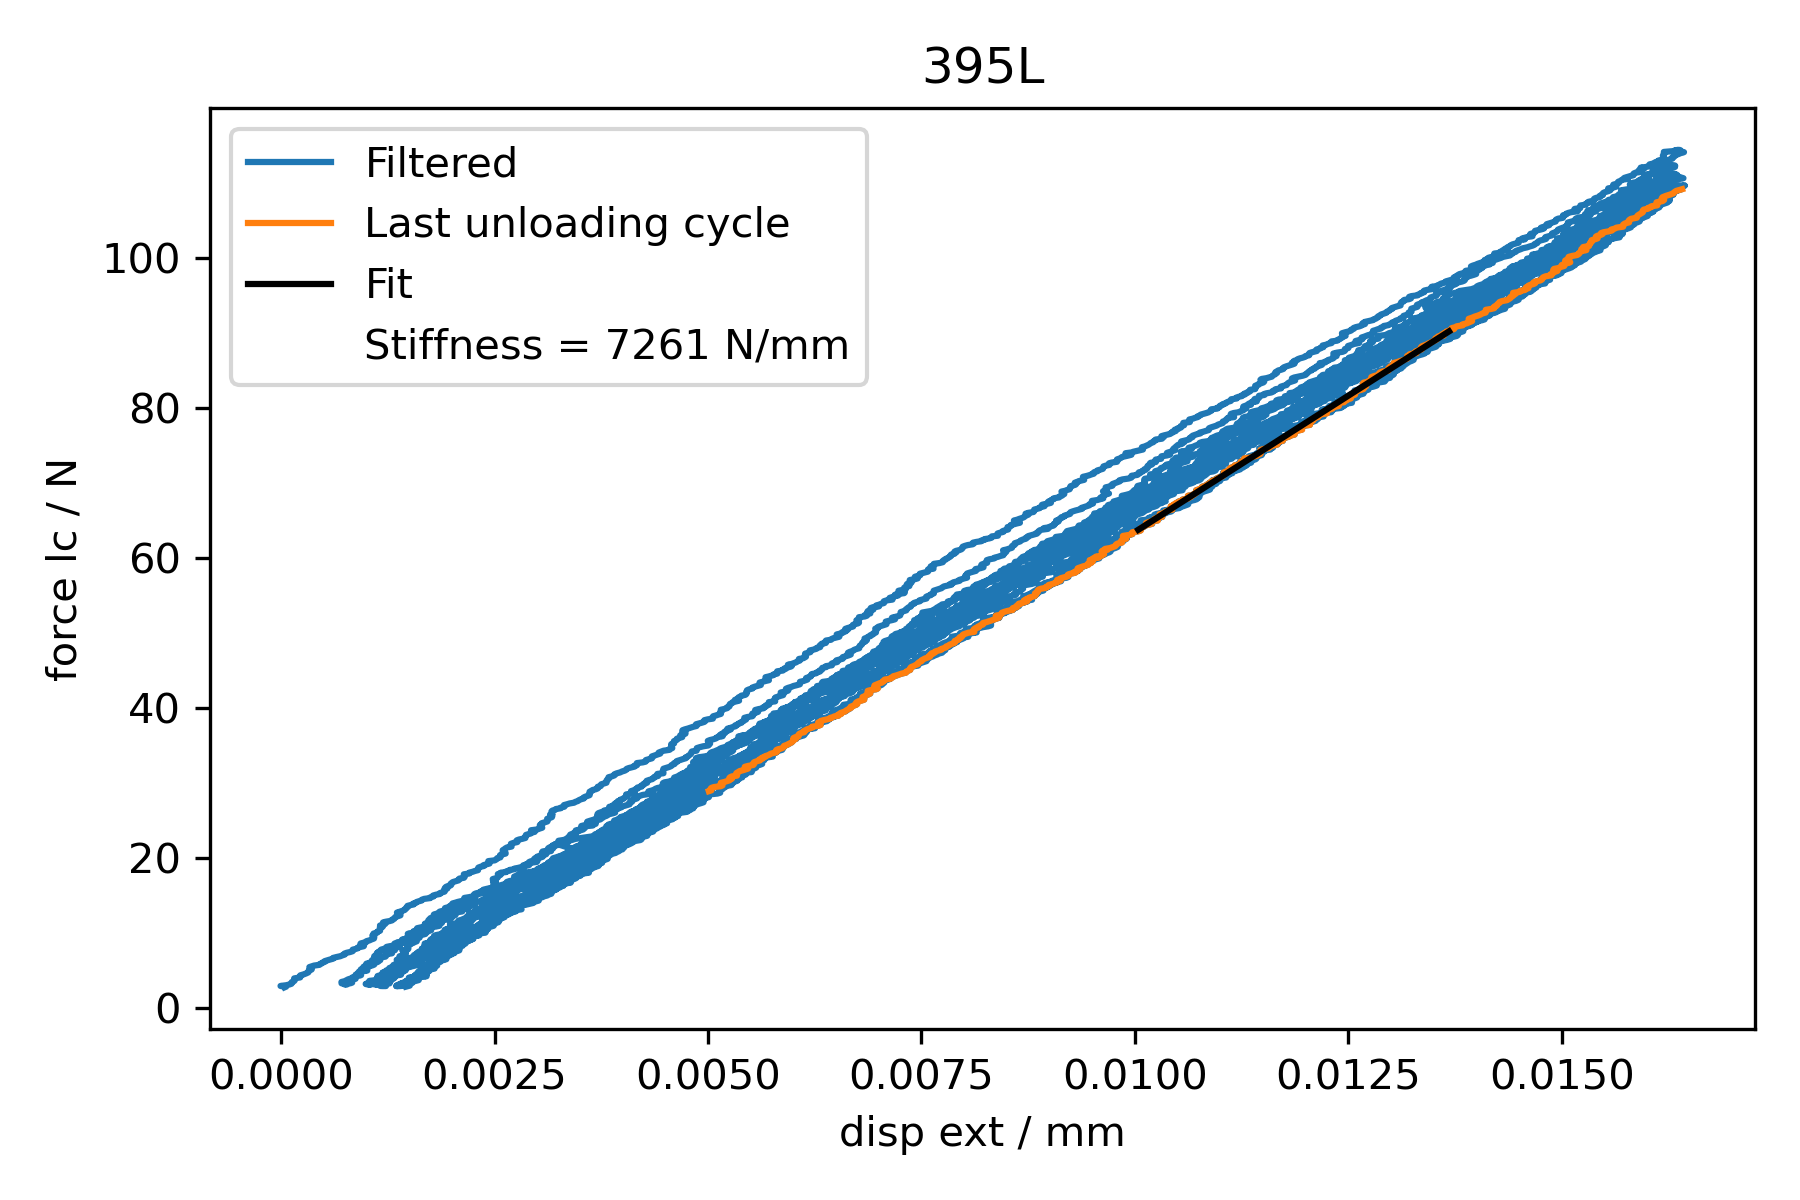 395L
Filtered
Last unloading cycle
Fit
Stiffness = 7261 N/mm
force lc / N
100
80
60
40
20
0
0.0000 0.0025 0.0050 0.0075 0.0100 0.0125 0.0150
disp ext / mm